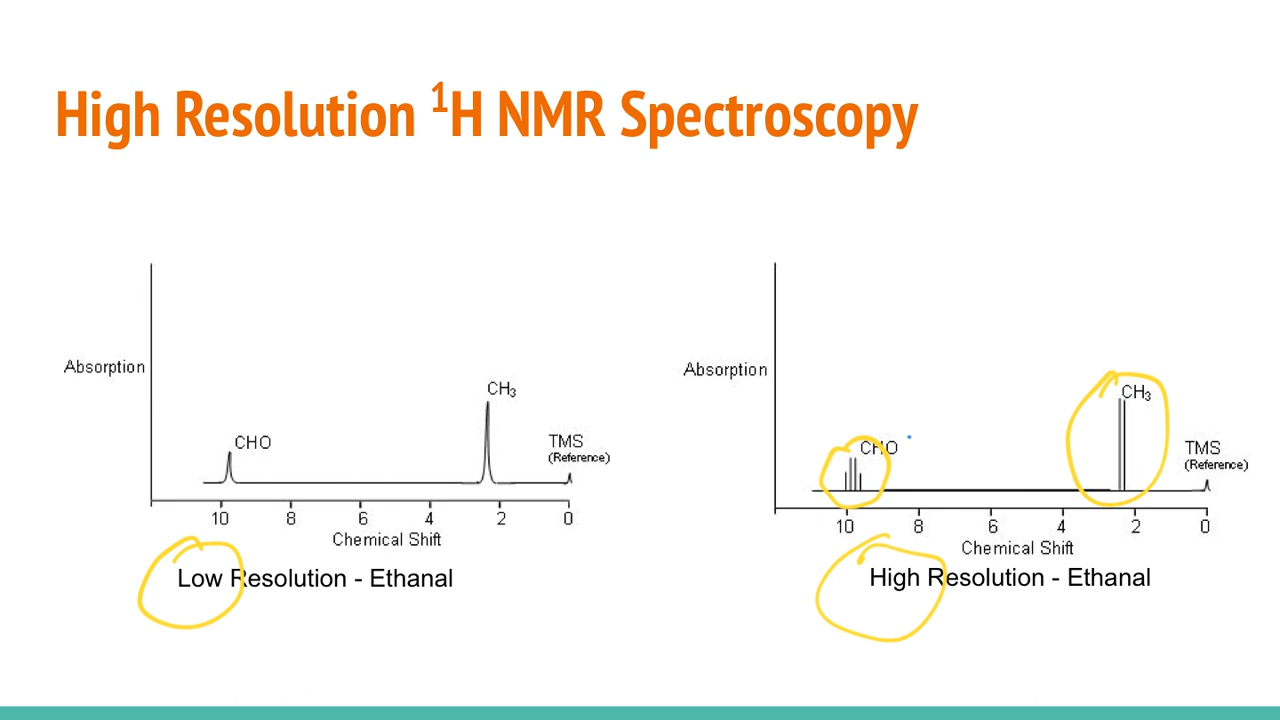 High Resolution ¹H NMR Spectroscopy
Absorption
CHO
CH₃
TMS
(Reference)
10 8 6 4 2 0
Chemical Shift
Low Resolution - Ethanal
Absorption
CHO
CH₃
TMS
(Reference)
10 8 6 4 2 0
Chemical Shift
High Resolution - Ethanal